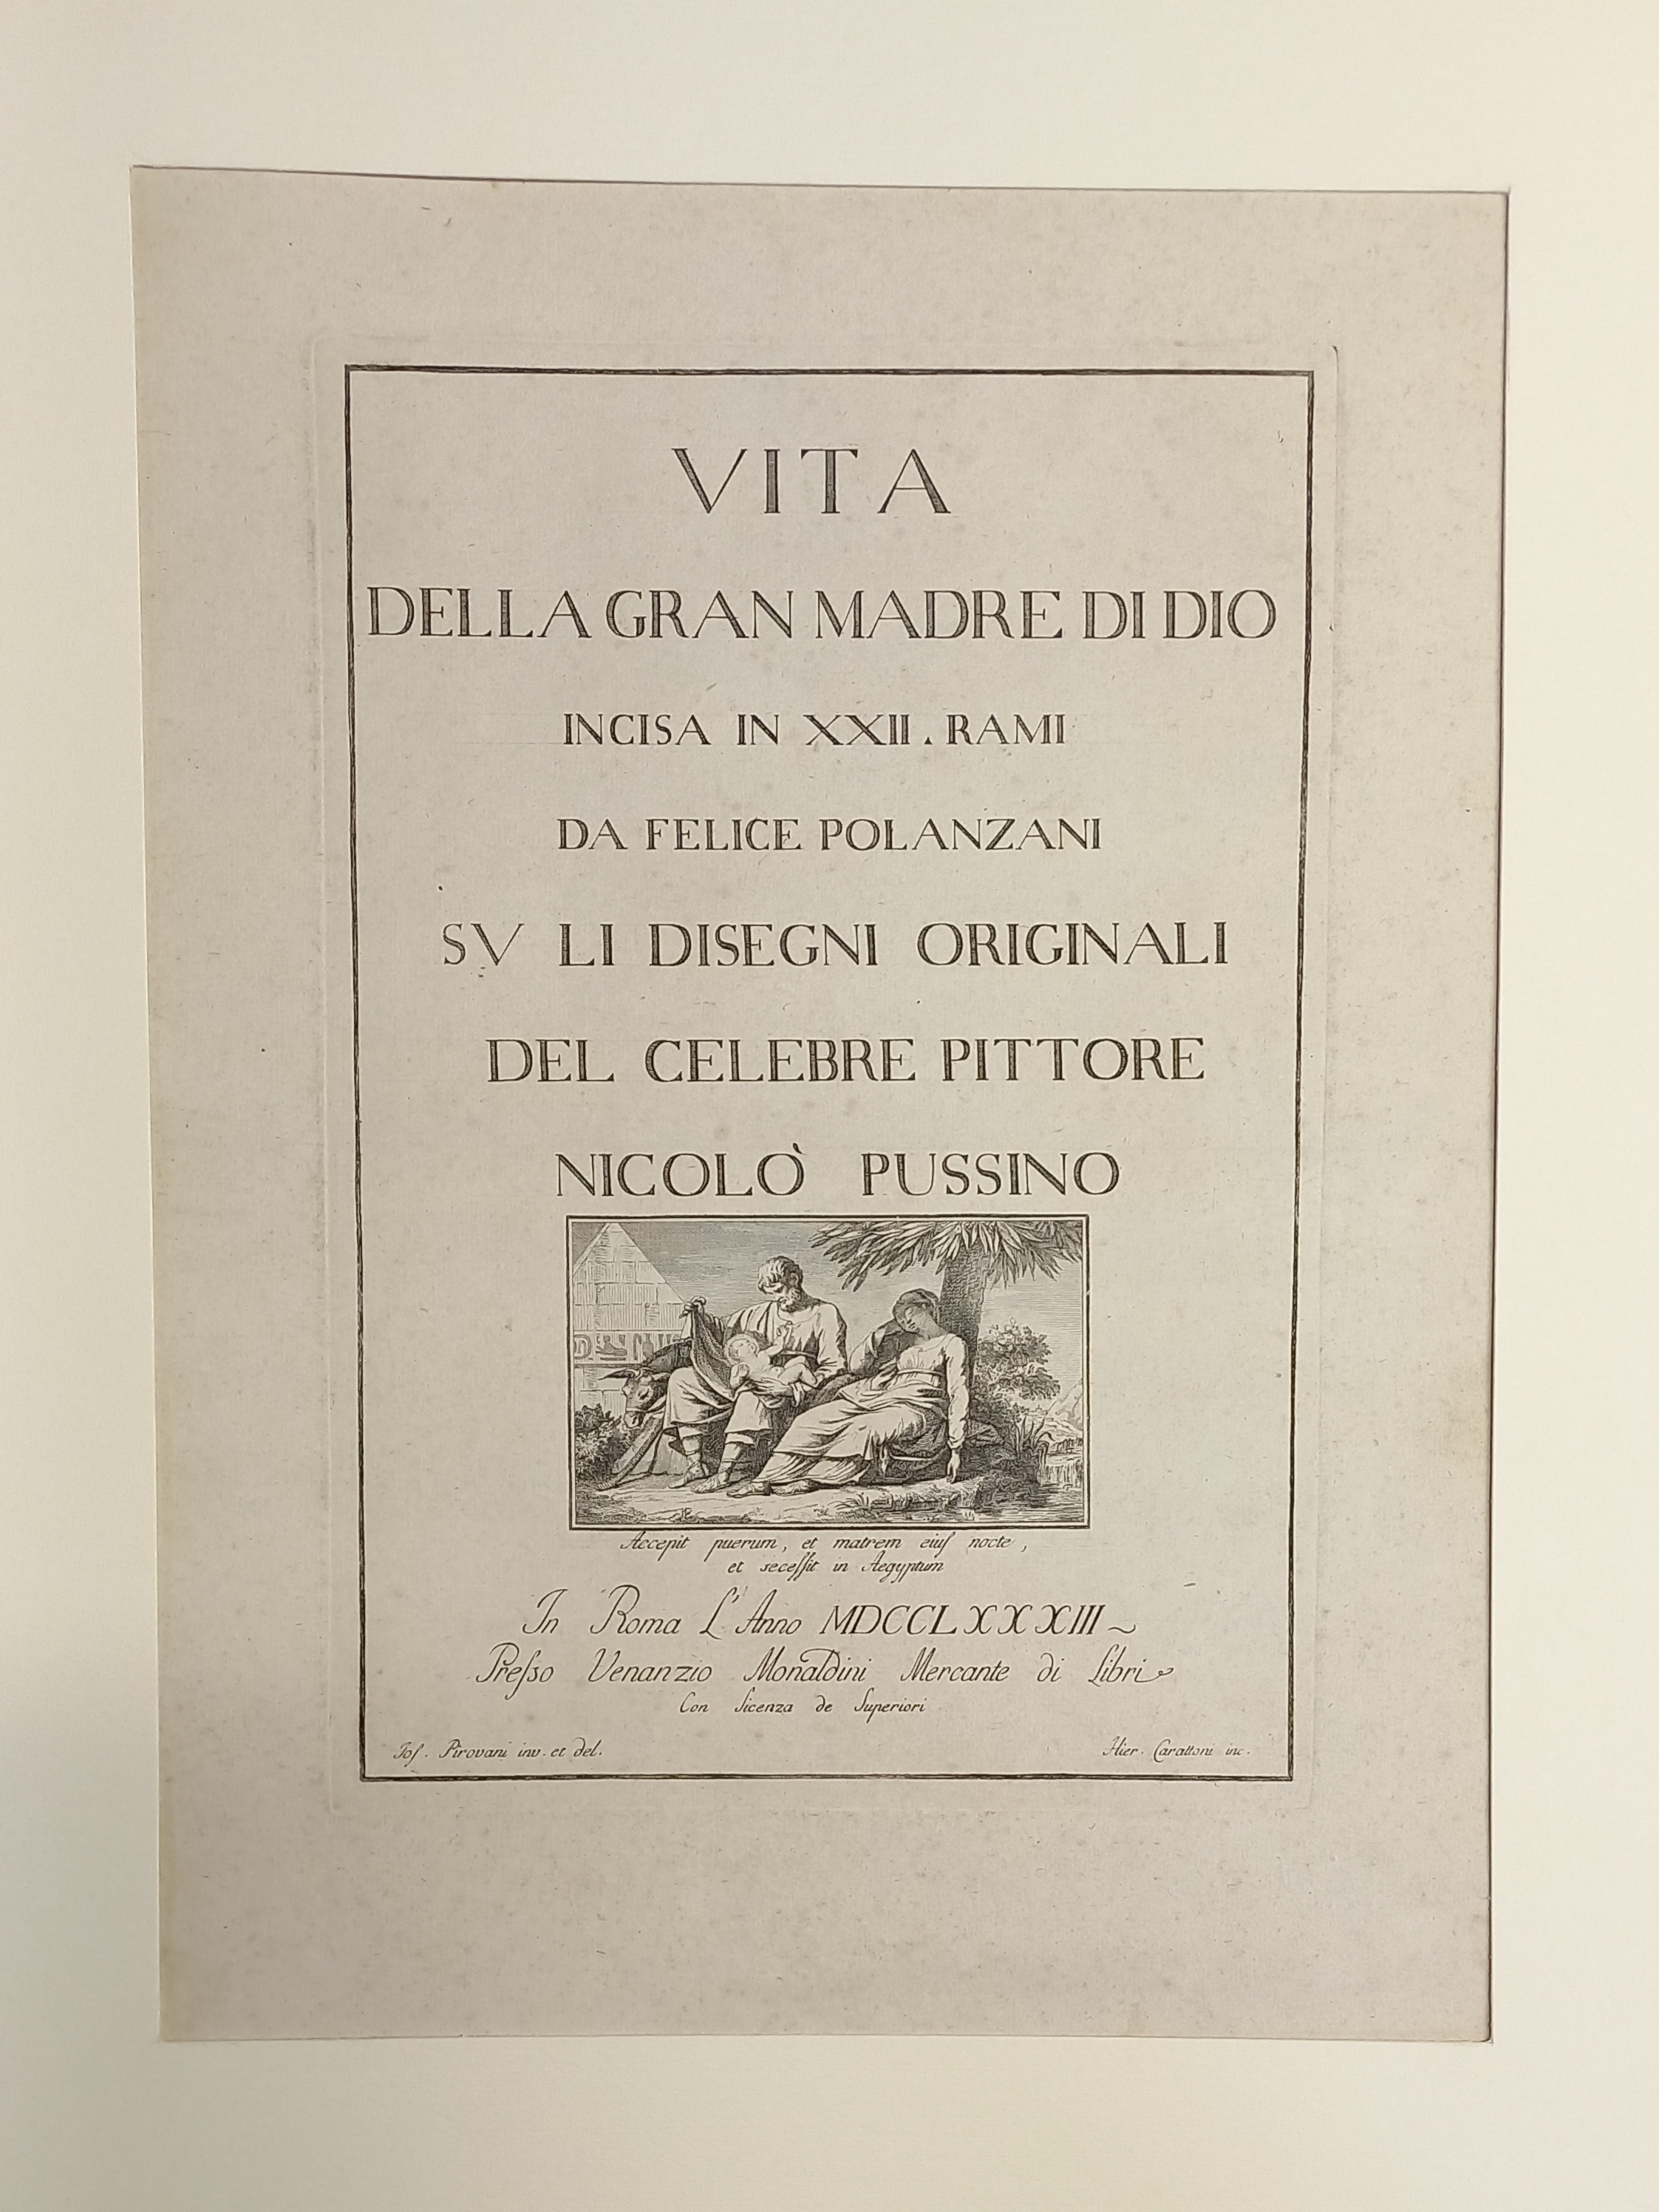 VITA
DELLA GRAN MADRE DI DIO
INCISA IN XXII. RAMI
DA FELICE POLANZANI
SV LI DISEGNI ORIGINALI
DEL CELEBRE PITTORE
NICOLÒ PUSSINO
Accepit puerum, et matrem eiuſ nocte,
et seceſſit in Aegyptum
In Roma L'Anno MDCCLXXXIII~
Preſso Venanzio Monaldini Mercante di Libri
Con licenza de Superiori
Ioſ. Pirovani inv. et del.
Hier. Carattoni inc.